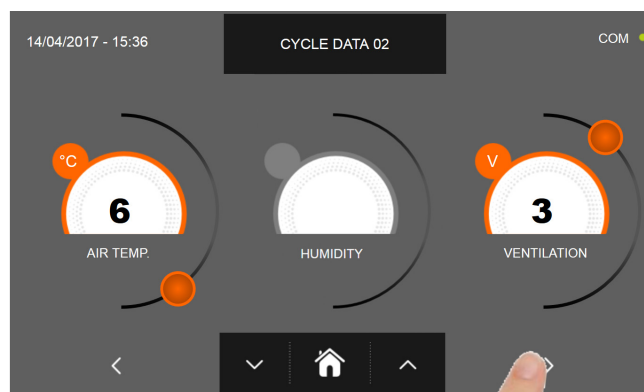 14/04/2017 - 15:36
CYCLE DATA 02
COM
°C
V
6
3
AIR TEMP.
HUMIDITY
VENTILATION